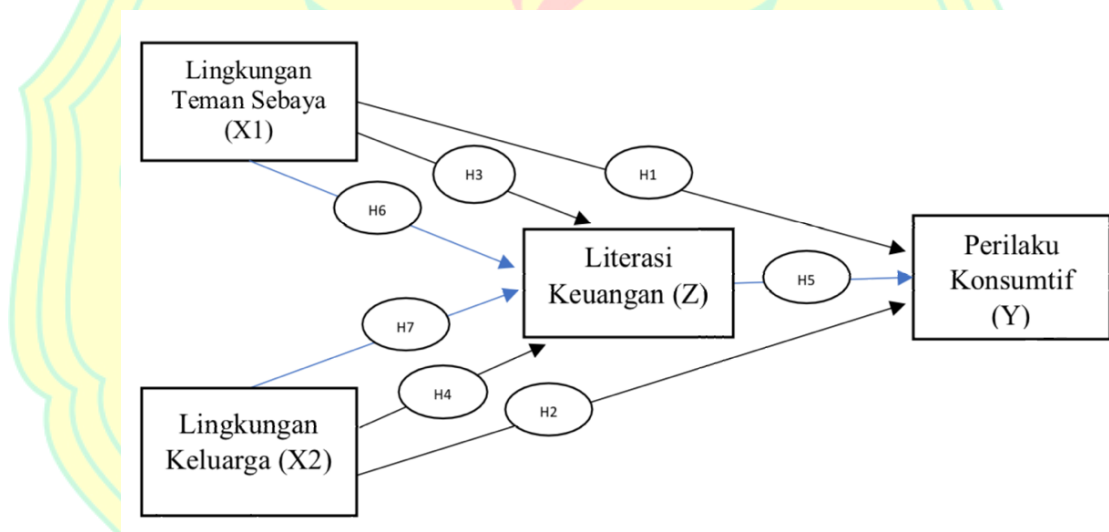 Lingkungan
Teman Sebaya
(X1)
H3
H1
H6
Literasi
Keuangan (Z)
H5
Perilaku
Konsumtif
(Y)
H7
H4
H2
Lingkungan
Keluarga (X2)